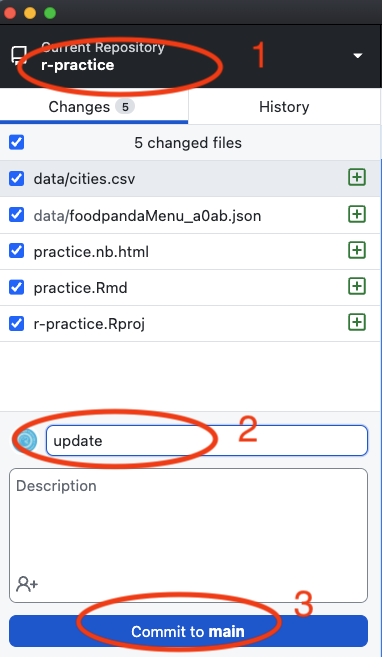 Current Repository
1
r-practice
Changes 5
History
5 changed files
data/cities.csv
data/foodpandaMenu_a0ab.json
practice.nb.html
practice.Rmd
r-practice.Rproj
2
update
Description
3
Commit to main